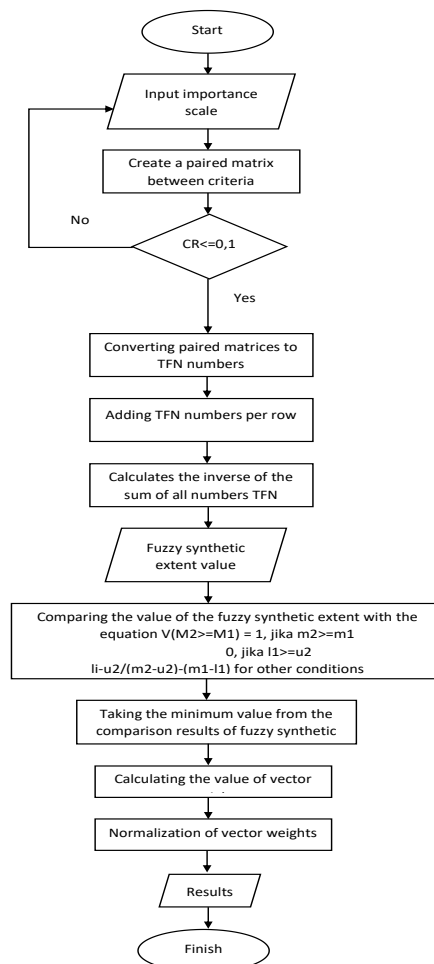 Start
Input importance
scale
Create a paired matrix
between criteria
No
CR<=0,1
Yes
Converting paired matrices to
TFN numbers
Adding TFN numbers per row
Calculates the inverse of the
sum of all numbers TFN
Fuzzy synthetic
extent value
Comparing the value of the fuzzy synthetic extent with the
equation V(M2>=M1) = 1, jika m2>=m1
0, jika l1>=u2
li-u2/(m2-u2)-(m1-l1) for other conditions
Taking the minimum value from the
comparison results of fuzzy synthetic
Calculating the value of vector
Normalization of vector weights
Results
Finish